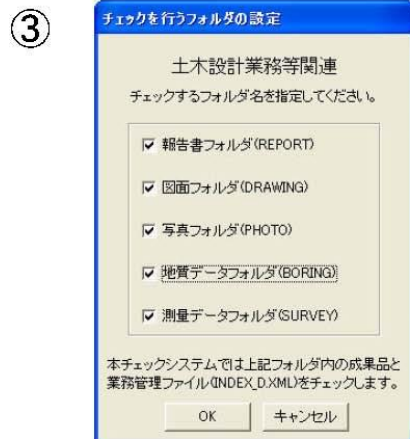 ③
チェックを行うフォルダの設定
土木設計業務等関連
チェックするフォルダ名を指定してください。
報告書フォルダ(REPORT)
図面フォルダ(DRAWING)
写真フォルダ(PHOTO)
地質データフォルダ(BORING)
測量データフォルダ(SURVEY)
本チェックシステムでは上記フォルダ内の成果品と
業務管理ファイル(INDEX_D.XML)をチェックします。
OK キャンセル